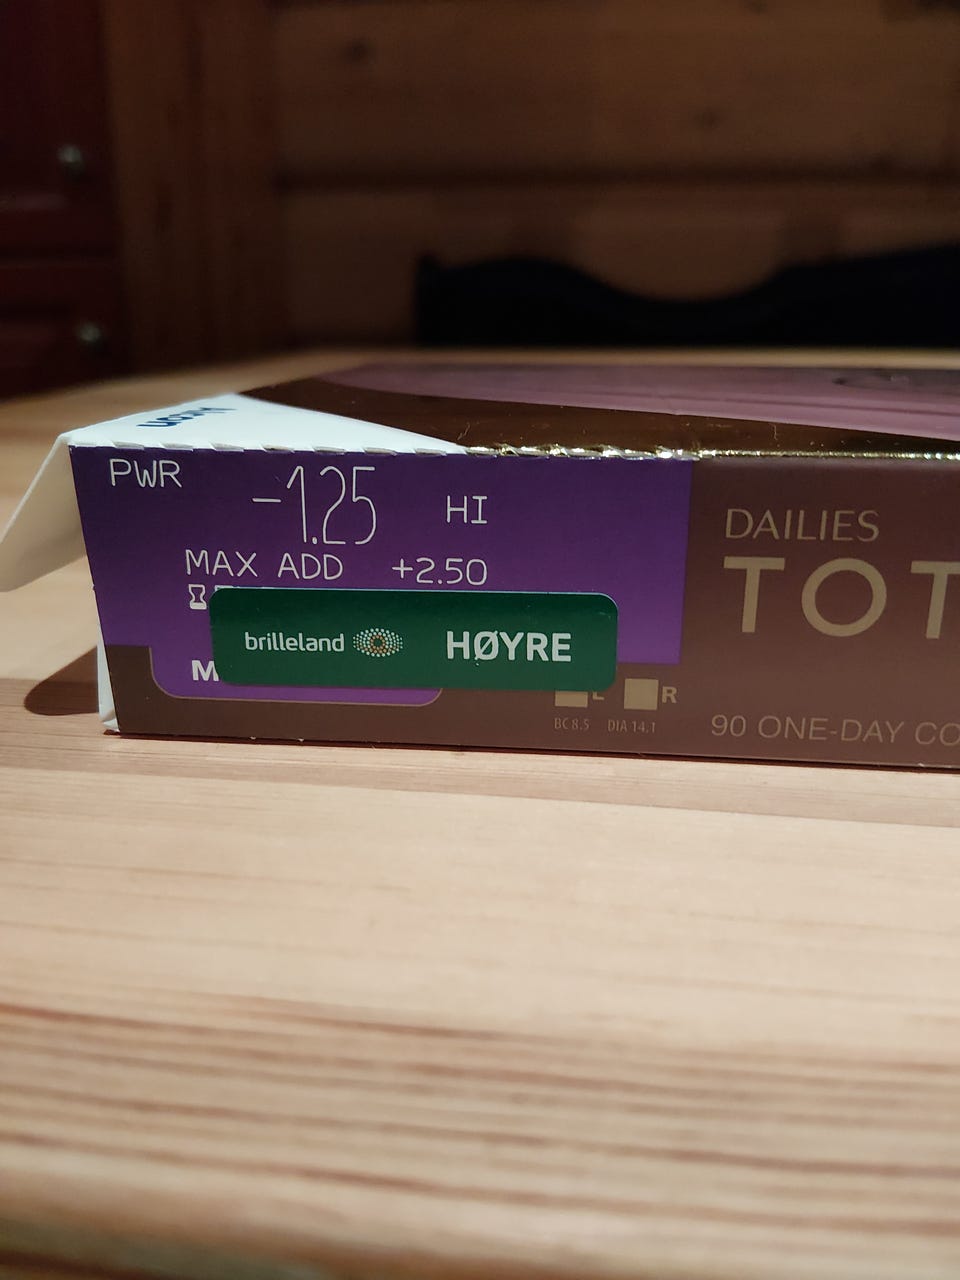 Alcon
PWR -1.25 HI
MAX ADD +2.50
brilleland HØYRE
M
L R
BC 8.5 DIA 14.1
DAILIES
TOT
90 ONE-DAY CO